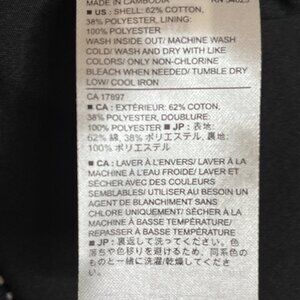 MADE IN CAMBODIA RN 54023
■ US : SHELL: 62% COTTON,
38% POLYESTER, LINING:
100% POLYESTER
WASH INSIDE OUT/ MACHINE WASH
COLD/ WASH AND DRY WITH LIKE
COLORS/ ONLY NON-CHLORINE
BLEACH WHEN NEEDED/ TUMBLE DRY
LOW/ COOL IRON
CA 17897
■ CA : EXTÉRIEUR: 62% COTON,
38% POLYESTER, DOUBLURE:
100% POLYESTER ■ JP : 表地:
62% 綿, 38% ポリエステル, 裏地:
100% ポリエステル
■ CA : LAVER À L'ENVERS/ LAVER À LA
MACHINE À L'EAU FROIDE/ LAVER ET
SÉCHER AVEC DES COULEURS
SEMBLABLES/ UTILISER AU BESOIN UN
AGENT DE BLANCHIMENT SANS
CHLORE UNIQUEMENT/ SÉCHER À LA
MACHINE À BASSE TEMPÉRATURE/
REPASSER À BASSE TEMPÉRATURE
■ JP : 裏返して洗ってください。色
落ちや色移りを避けるため、同系色の
ものと一緒に洗濯/乾燥してくださ
い。